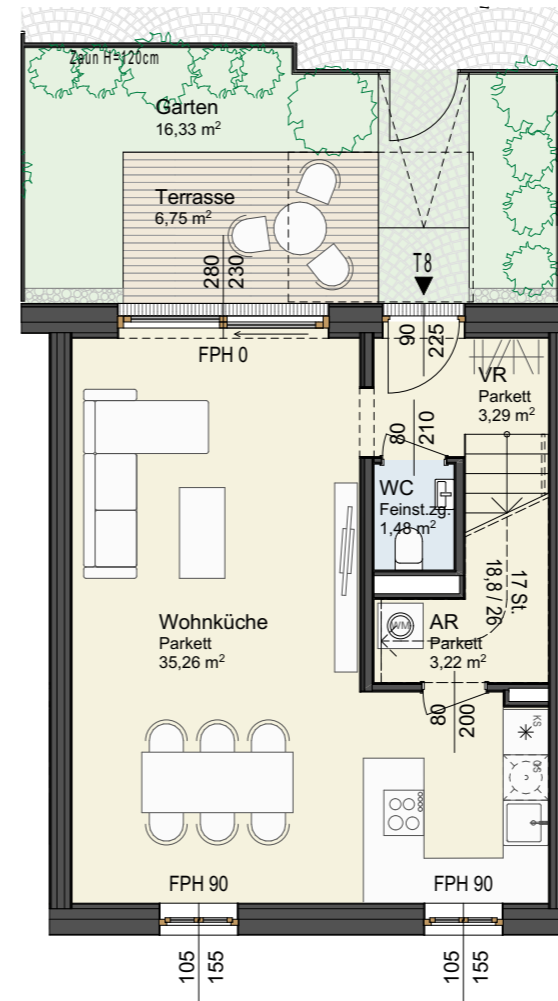 Zaun H=120cm
Garten
16,33 m²
Terrasse
6,75 m²
T8
280
230
90
225
FPH 0
VR
Parkett
3,29 m²
80
210
WC
Feinst.zg.
1,48 m²
17 St.
18,8 / 26
Wohnküche
Parkett
35,26 m²
WM
AR
Parkett
3,22 m²
80
200
KS
GS
FPH 90
FPH 90
105
155
105
155